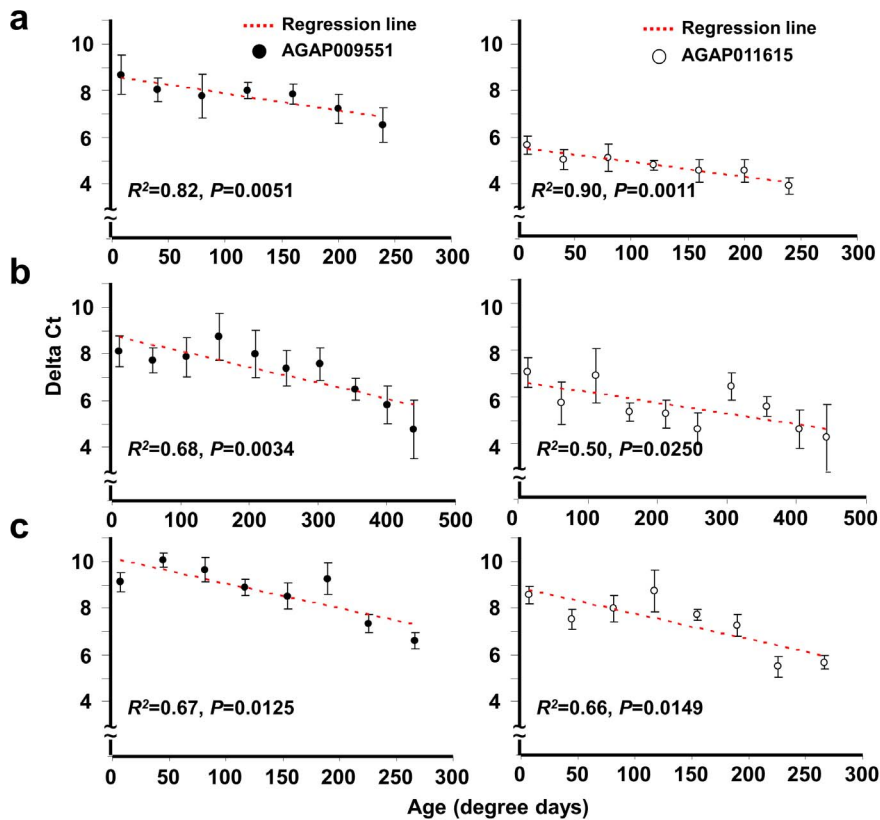 a
Regression line
AGAP009551
Regression line
AGAP011615
10
8
6
4
R²=0.82, P=0.0051
0 50 100 150 200 250 300
10
8
6
4
R²=0.90, P=0.0011
0 50 100 150 200 250 300
b
Delta Ct
10
8
6
4
R²=0.68, P=0.0034
0 100 200 300 400 500
10
8
6
4
R²=0.50, P=0.0250
0 100 200 300 400 500
c
10
8
6
4
R²=0.67, P=0.0125
0 50 100 150 200 250 300
10
8
6
4
R²=0.66, P=0.0149
0 50 100 150 200 250 300
Age (degree days)